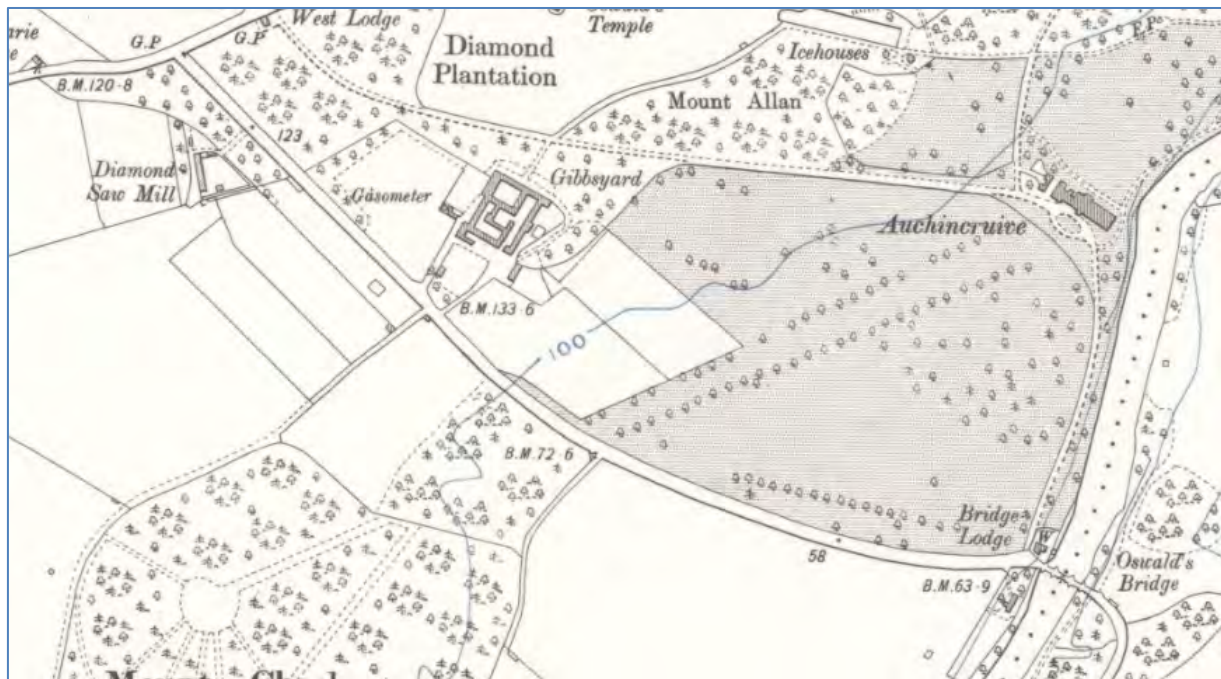 West Lodge
G.P
G.P
B.M.120·8
Diamond
Plantation
Temple
Icehouses
F.P.
Mount Allan
123
Diamond
Saw Mill
Gasometer
Gibbsyard
Auchincruive
B.M.133·6
100
B.M.72·6
Bridge
Lodge
W
58
B.M.63·9
L
Oswald's
Bridge